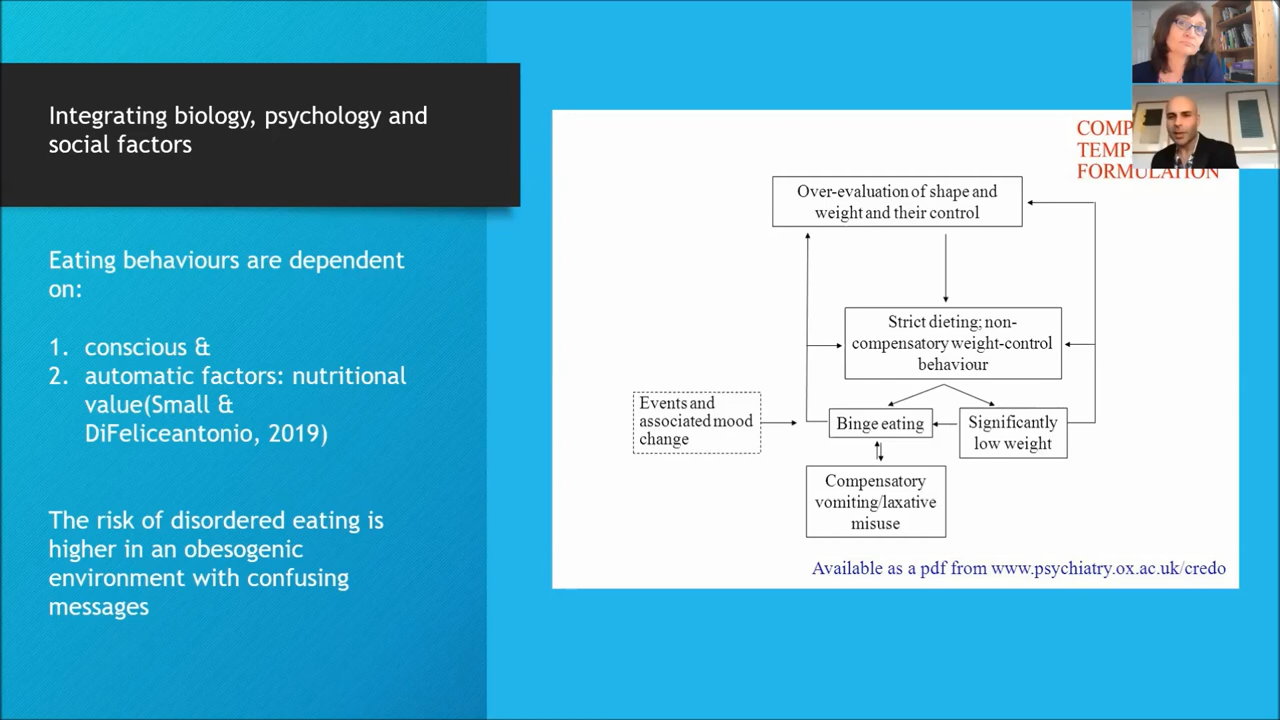 Integrating biology, psychology and
social factors
Eating behaviours are dependent
on:
1. conscious &
2. automatic factors: nutritional
value(Small &
DiFeliceantonio, 2019)
The risk of disordered eating is
higher in an obesogenic
environment with confusing
messages
FORMULATION
Over-evaluation of shape and
weight and their control
Strict dieting; non-
compensatory weight-control
behaviour
Events and
associated mood
change
Binge eating
Significantly
low weight
Compensatory
vomiting/laxative
misuse
Available as a pdf from www.psychiatry.ox.ac.uk/credo